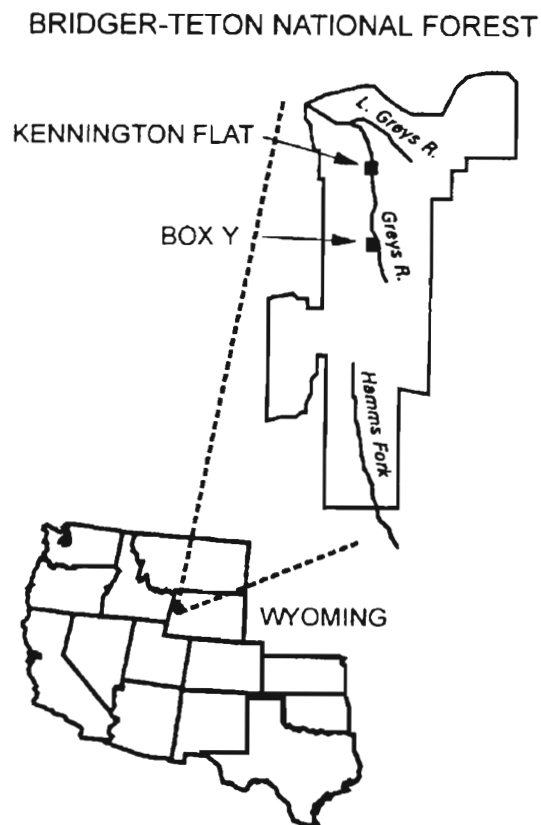 BRIDGER-TETON NATIONAL FOREST
L. Greys R.
KENNINGTON FLAT
BOX Y
Greys R.
Hamms Fork
WYOMING